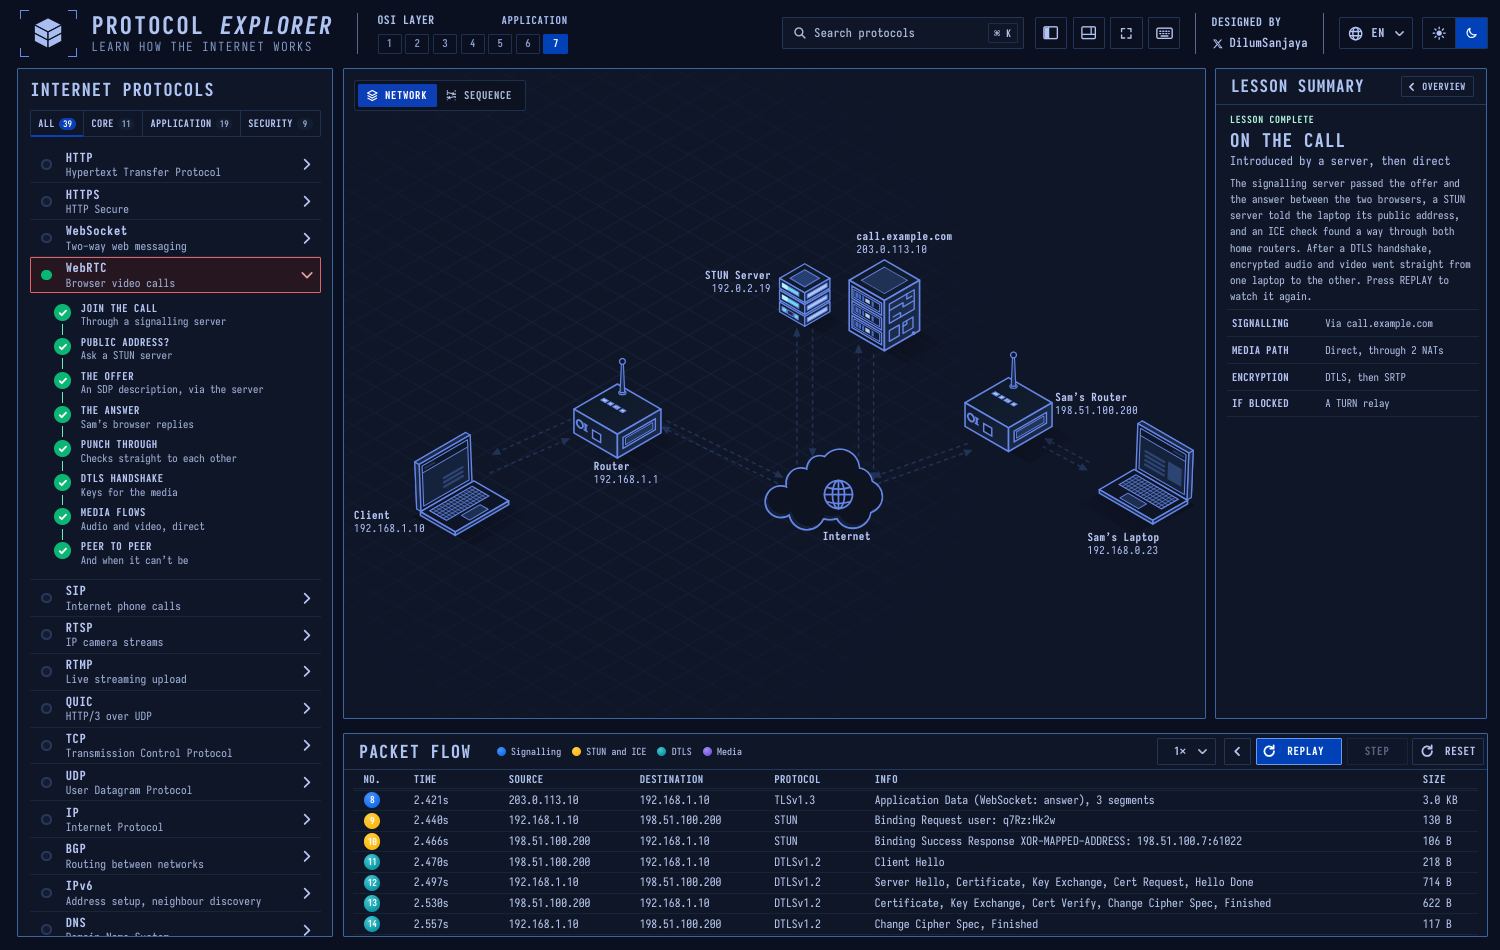 PROTOCOL EXPLORER
LEARN HOW THE INTERNET WORKS
OSI LAYER
APPLICATION
1 2 3 4 5 6 7
Search protocols
⌘ K
DESIGNED BY
DilumSanjaya
EN
INTERNET PROTOCOLS
ALL 39 CORE 11 APPLICATION 19 SECURITY 9
HTTP
Hypertext Transfer Protocol
HTTPS
HTTP Secure
WebSocket
Two-way web messaging
WebRTC
Browser video calls
JOIN THE CALL
Through a signalling server
PUBLIC ADDRESS?
Ask a STUN server
THE OFFER
An SDP description, via the server
THE ANSWER
Sam's browser replies
PUNCH THROUGH
Checks straight to each other
DTLS HANDSHAKE
Keys for the media
MEDIA FLOWS
Audio and video, direct
PEER TO PEER
And when it can't be
SIP
Internet phone calls
RTSP
IP camera streams
RTMP
Live streaming upload
QUIC
HTTP/3 over UDP
TCP
Transmission Control Protocol
UDP
User Datagram Protocol
IP
Internet Protocol
BGP
Routing between networks
IPv6
Address setup, neighbour discovery
DNS
Domain Name System
NETWORK SEQUENCE
call.example.com
203.0.113.10
STUN Server
192.0.2.19
Sam's Router
198.51.100.200
Router
192.168.1.1
Client
192.168.1.10
Internet
Sam's Laptop
192.168.0.23
LESSON SUMMARY
OVERVIEW
LESSON COMPLETE
ON THE CALL
Introduced by a server, then direct
The signalling server passed the offer and
the answer between the two browsers, a STUN
server told the laptop its public address,
and an ICE check found a way through both
home routers. After a DTLS handshake,
encrypted audio and video went straight from
one laptop to the other. Press REPLAY to
watch it again.
SIGNALLING Via call.example.com
MEDIA PATH Direct, through 2 NATs
ENCRYPTION DTLS, then SRTP
IF BLOCKED A TURN relay
PACKET FLOW
Signalling STUN and ICE DTLS Media
1× REPLAY STEP RESET
NO. TIME SOURCE DESTINATION PROTOCOL INFO SIZE
8 2.421s 203.0.113.10 192.168.1.10 TLSv1.3 Application Data (WebSocket: answer), 3 segments 3.0 KB
9 2.440s 192.168.1.10 198.51.100.200 STUN Binding Request user: q7Rz:Hk2w 130 B
10 2.466s 198.51.100.200 192.168.1.10 STUN Binding Success Response XOR-MAPPED-ADDRESS: 198.51.100.7:61022 106 B
11 2.470s 198.51.100.200 192.168.1.10 DTLSv1.2 Client Hello 218 B
12 2.497s 192.168.1.10 198.51.100.200 DTLSv1.2 Server Hello, Certificate, Key Exchange, Cert Request, Hello Done 714 B
13 2.530s 198.51.100.200 192.168.1.10 DTLSv1.2 Certificate, Key Exchange, Cert Verify, Change Cipher Spec, Finished 622 B
14 2.557s 192.168.1.10 198.51.100.200 DTLSv1.2 Change Cipher Spec, Finished 117 B